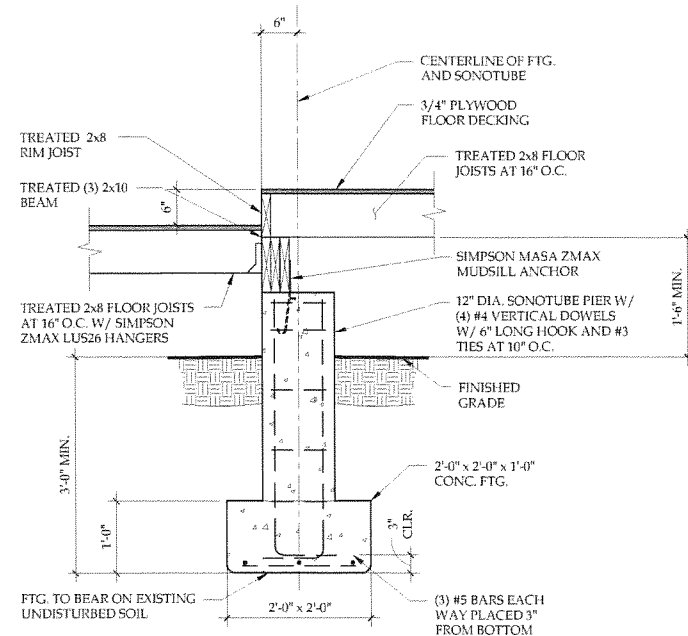 6"
CENTERLINE OF FTG.
AND SONOTUBE
3/4" PLYWOOD
FLOOR DECKING
TREATED 2x8
RIM JOIST
TREATED 2x8 FLOOR
JOISTS AT 16" O.C.
TREATED (3) 2x10
BEAM
6"
SIMPSON MASA ZMAX
MUDSILL ANCHOR
1'-6" MIN.
TREATED 2x8 FLOOR JOISTS
AT 16" O.C. W/ SIMPSON
ZMAX LUS26 HANGERS
12" DIA. SONOTUBE PIER W/
(4) #4 VERTICAL DOWELS
W/ 6" LONG HOOK AND #3
TIES AT 10" O.C.
FINISHED
GRADE
3'-0" MIN.
2'-0" x 2'-0" x 1'-0"
CONC. FTG.
1'-0"
3"
CLR.
FTG. TO BEAR ON EXISTING
UNDISTURBED SOIL
2'-0" x 2'-0"
(3) #5 BARS EACH
WAY PLACED 3"
FROM BOTTOM